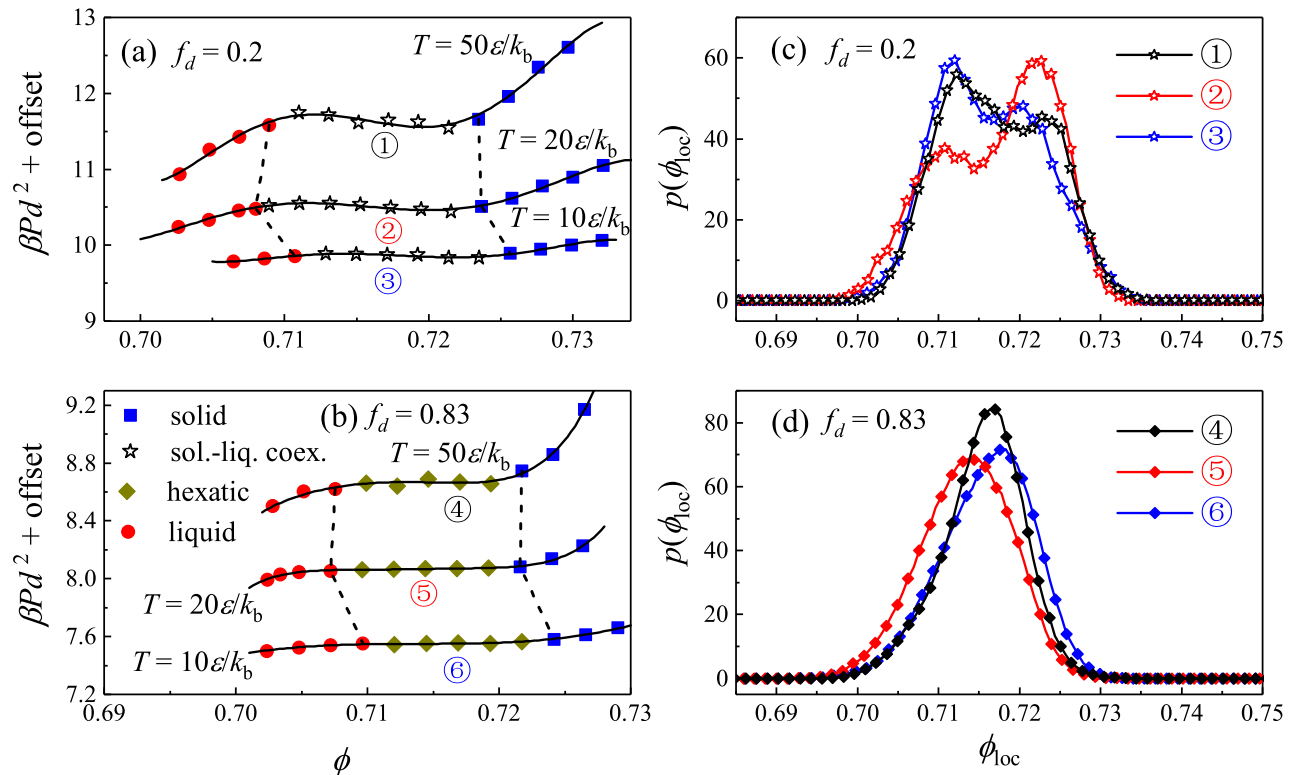 (a) f_d = 0.2
T = 50ε/k_b
T = 20ε/k_b
T = 10ε/k_b
①
②
③
βPd² + offset
13
12
11
10
9
0.70 0.71 0.72 0.73
(c) f_d = 0.2
①
②
③
p(ϕ_loc)
60
40
20
0
0.69 0.70 0.71 0.72 0.73 0.74 0.75
(b) f_d = 0.83
solid
sol.-liq. coex.
hexatic
liquid
T = 50ε/k_b
T = 20ε/k_b
T = 10ε/k_b
④
⑤
⑥
βPd² + offset
9.2
8.8
8.4
8.0
7.6
7.2
0.69 0.70 0.71 0.72 0.73
ϕ
(d) f_d = 0.83
④
⑤
⑥
p(ϕ_loc)
80
60
40
20
0
0.69 0.70 0.71 0.72 0.73 0.74 0.75
ϕ_loc